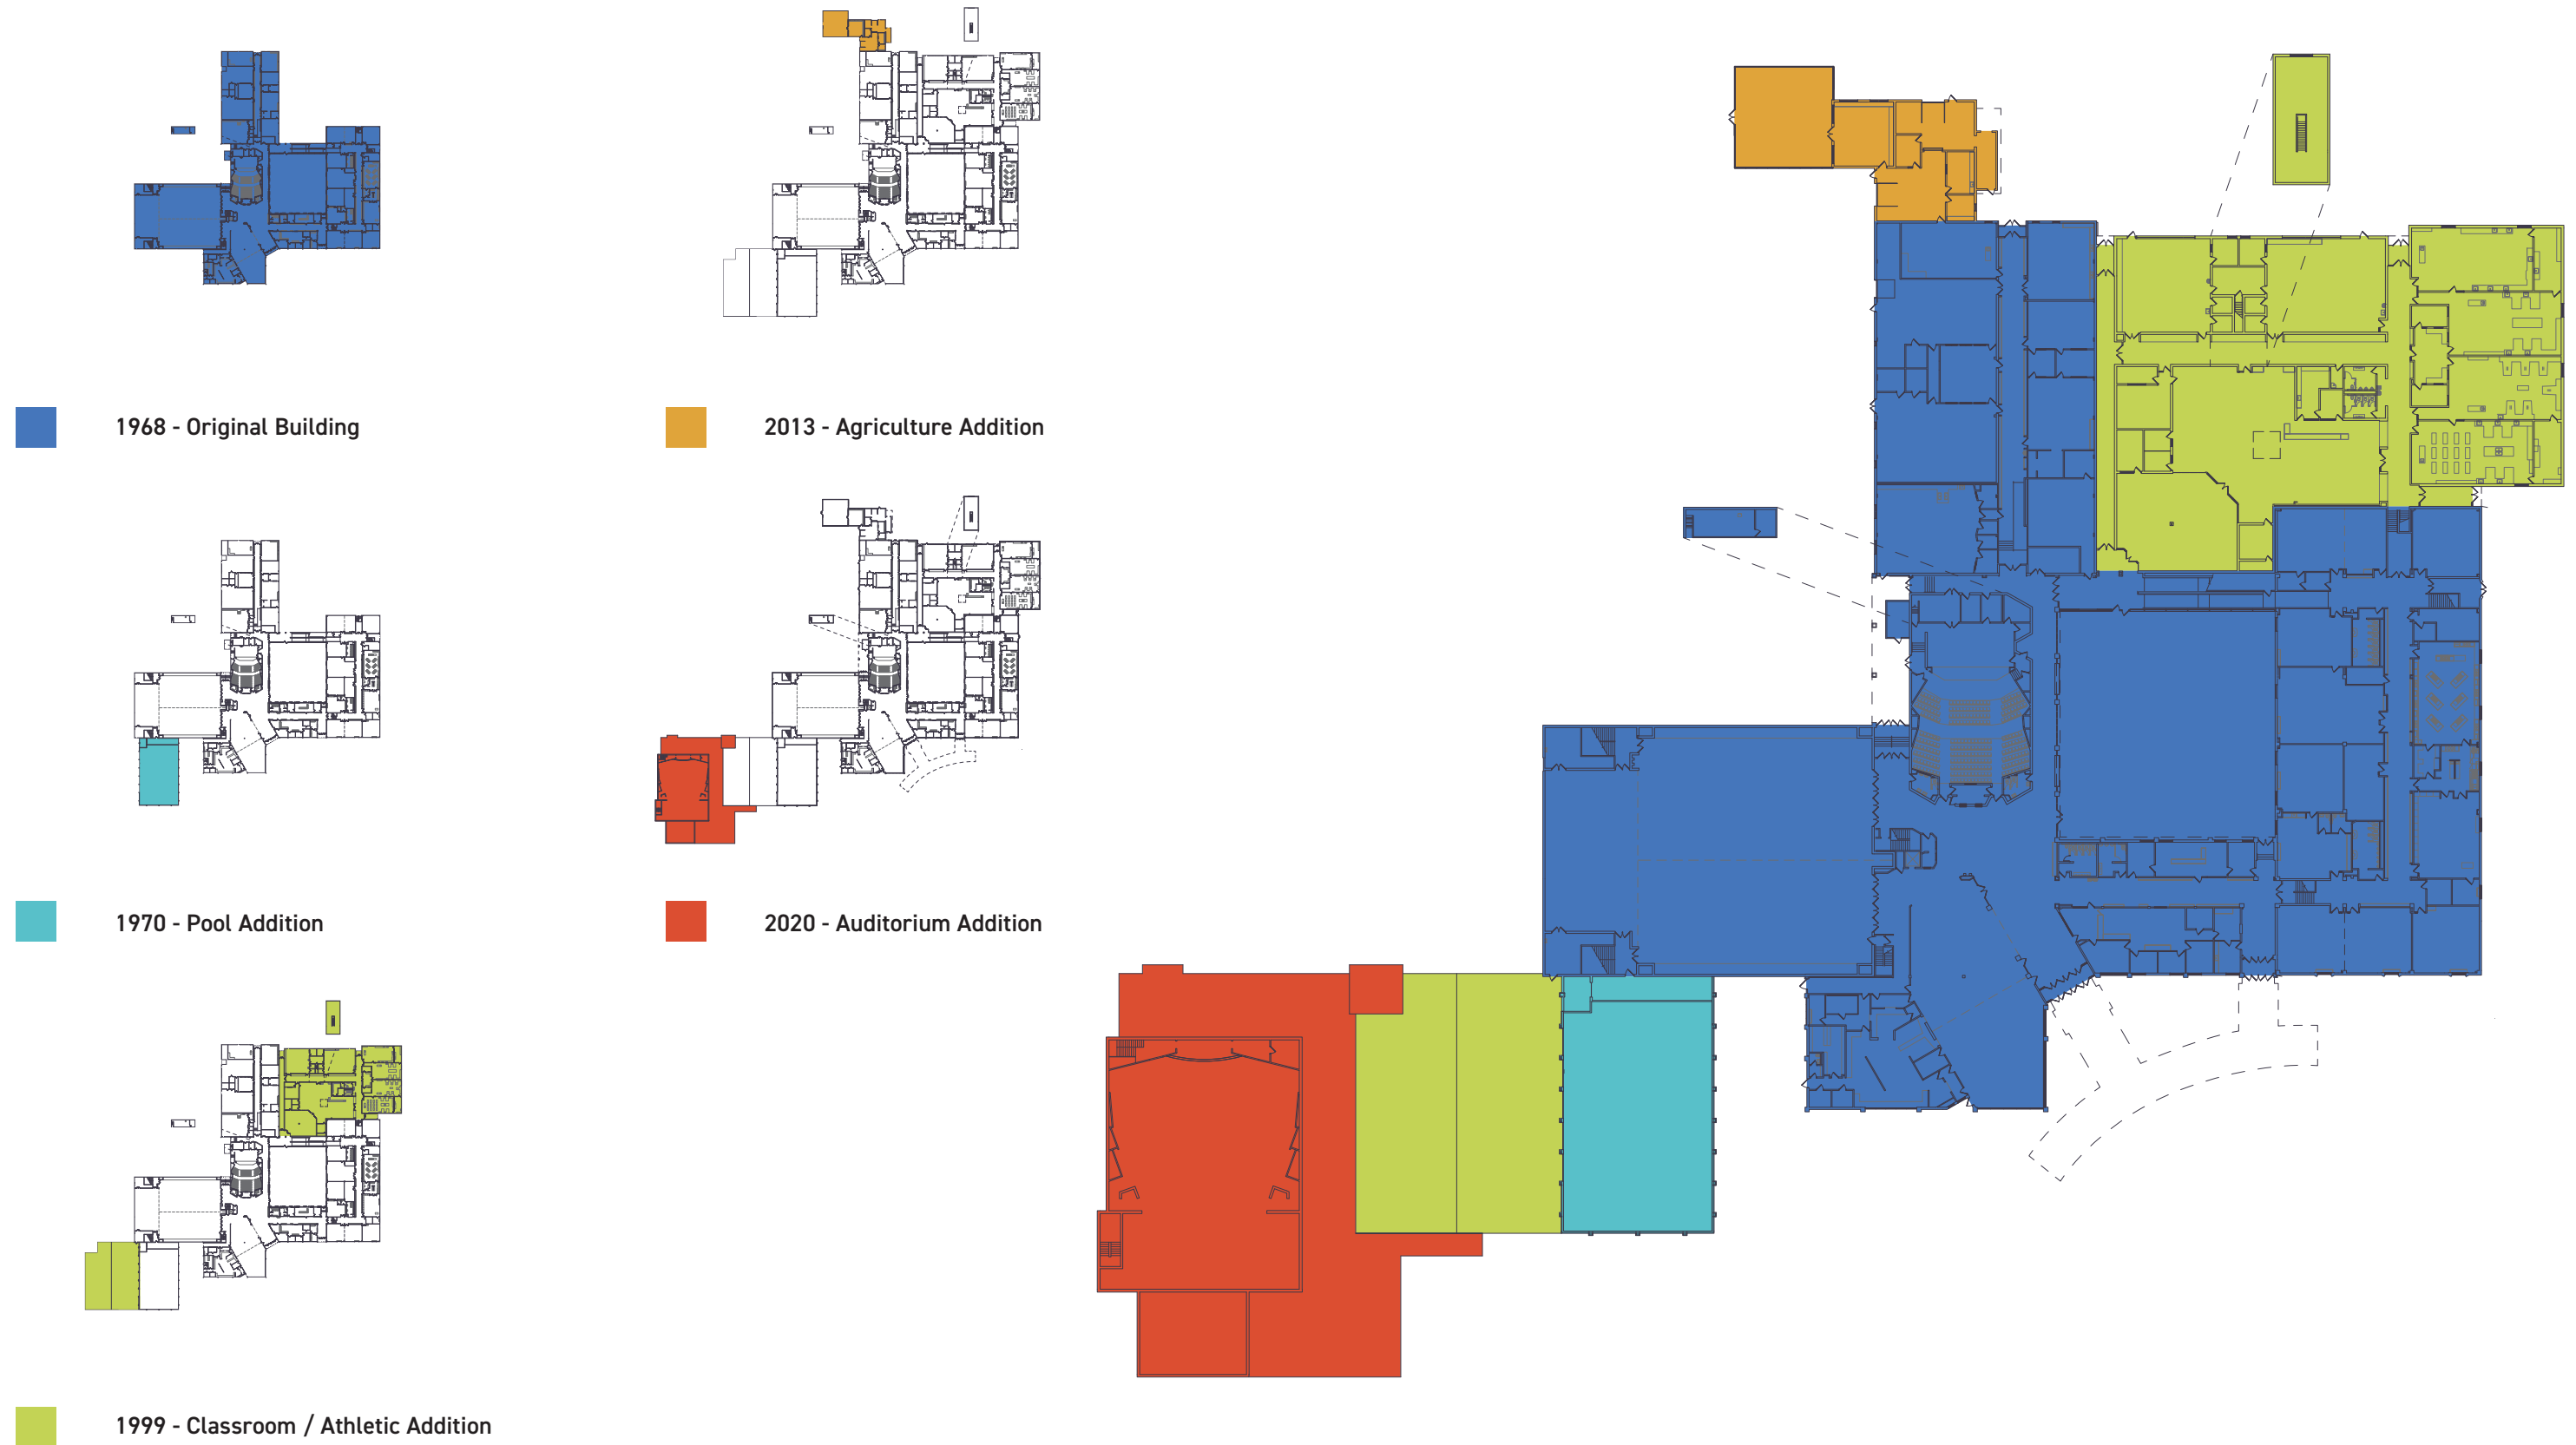 1968 - Original Building
2013 - Agriculture Addition
1970 - Pool Addition
2020 - Auditorium Addition
1999 - Classroom / Athletic Addition